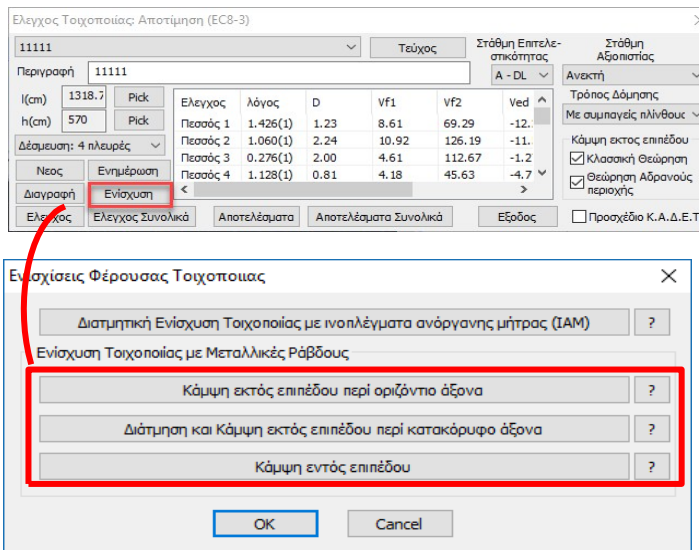 Ελεγχος Τοιχοποιίας: Αποτίμηση (EC8-3)
11111 Τεύχος Στάθμη Επιτελε- Στάθμη
στικότητας Αξιοπιστίας
Περιγραφή 11111 A - DL Ανεκτή
l(cm) 1318.7 Pick Ελεγχος λόγος D Vf1 Vf2 Ved Τρόπος Δόμησης
h(cm) 570 Pick Πεσσός 1 1.426(1) 1.23 8.61 69.29 -12. Με συμπαγείς πλίνθους
Δέσμευση: 4 πλευρές Πεσσός 2 1.060(1) 2.24 10.92 126.19 -11. Κάμψη εκτος επιπέδου
Πεσσός 3 0.276(1) 2.00 4.61 112.67 -1.2 Κλασσική Θεώρηση
Νεος Ενημέρωση Πεσσός 4 1.128(1) 0.81 4.18 45.63 -4.7 Θεώρηση Αδρανούς
Διαγραφή Ενίσχυση περιοχής
Ελεγχος Ελεγχος Συνολικά Αποτελέσματα Αποτελέσματα Συνολικά Εξοδος Προσχέδιο Κ.Α.Δ.Ε.Τ
Ενισχίσεις Φέρουσας Τοιχοποιιας
Διατμητική Ενίσχυση Τοιχοποιίας με ινοπλέγματα ανόργανης μήτρας (ΙΑΜ) ?
Ενίσχυση Τοιχοποιίας με Μεταλλικές Ράβδους
Κάμψη εκτός επιπέδου περί οριζόντιο άξονα ?
Διάτμηση και Κάμψη εκτός επιπέδου περί κατακόρυφο άξονα ?
Κάμψη εντός επιπέδου ?
OK Cancel